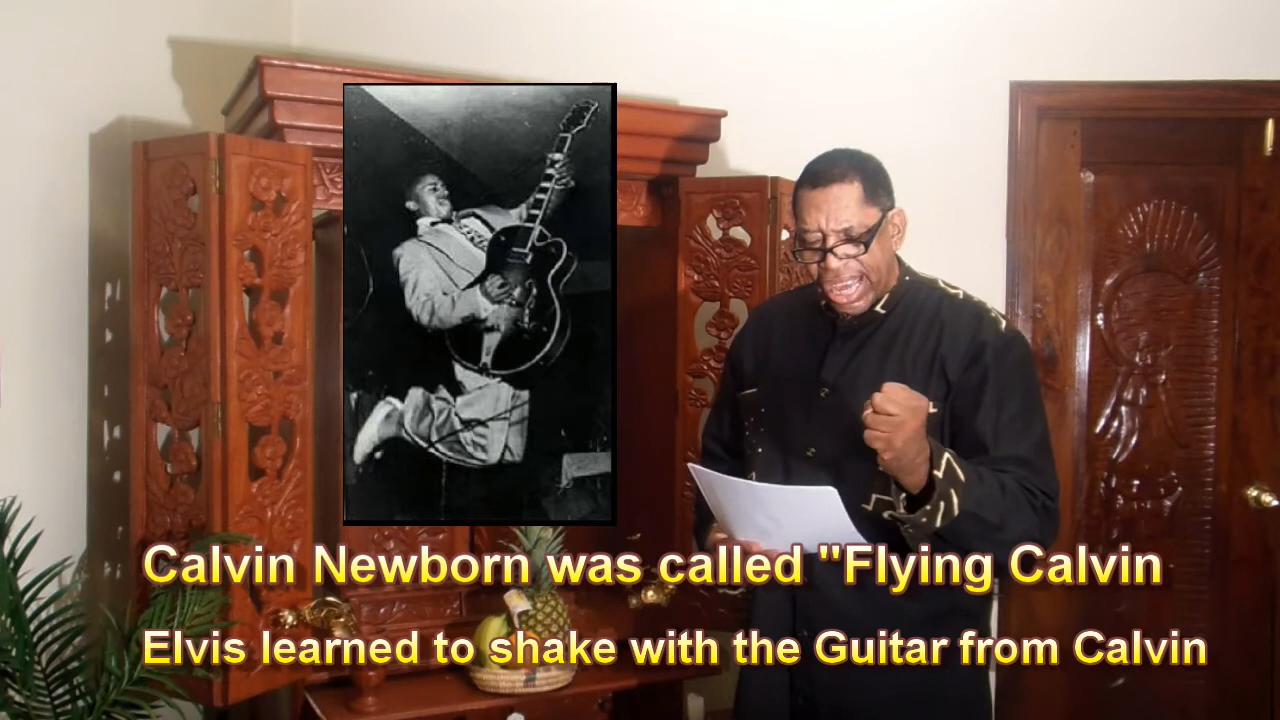 Calvin Newborn was called "Flying Calvin
Elvis learned to shake with the Guitar from Calvin